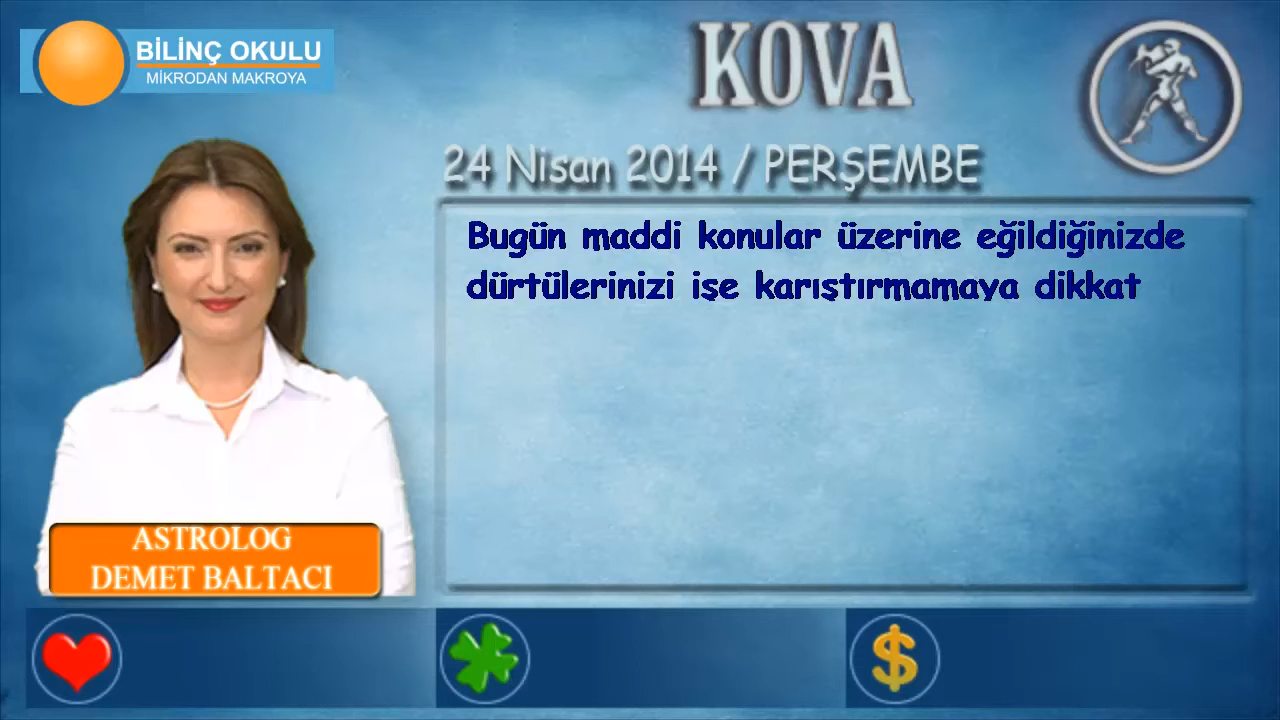 BİLİNÇ OKULU
MİKRODAN MAKROYA
KOVA
24 Nisan 2014 / PERŞEMBE
Bugün maddi konular üzerine eğildiğinizde
dürtülerinizi işe karıştırmamaya dikkat
ASTROLOG
DEMET BALTACI